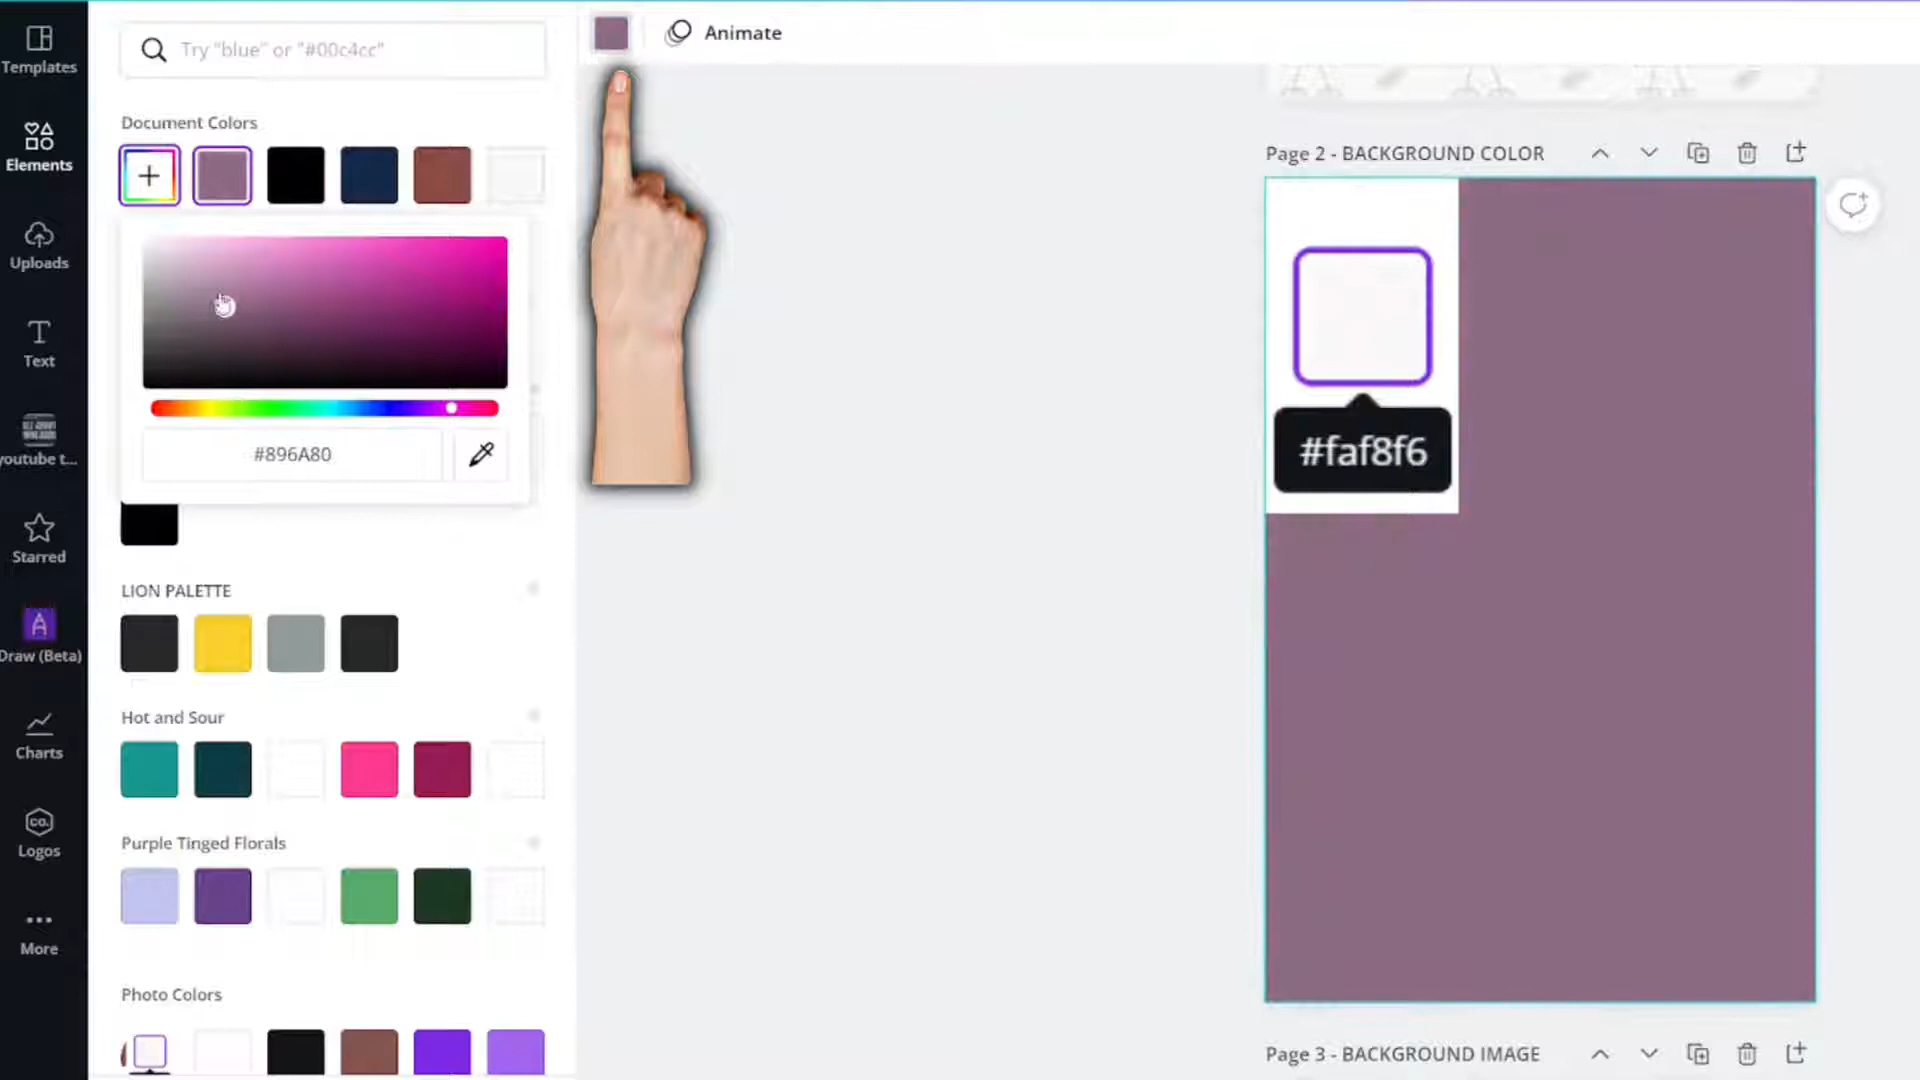 Templates
Elements
Uploads
Text
youtube t...
Starred
Draw (Beta)
Charts
Logos
More
Try "blue" or "#00c4cc"
Document Colors
#896A80
LION PALETTE
Hot and Sour
Purple Tinged Florals
Photo Colors
Animate
Page 2 - BACKGROUND COLOR
#faf8f6
Page 3 - BACKGROUND IMAGE